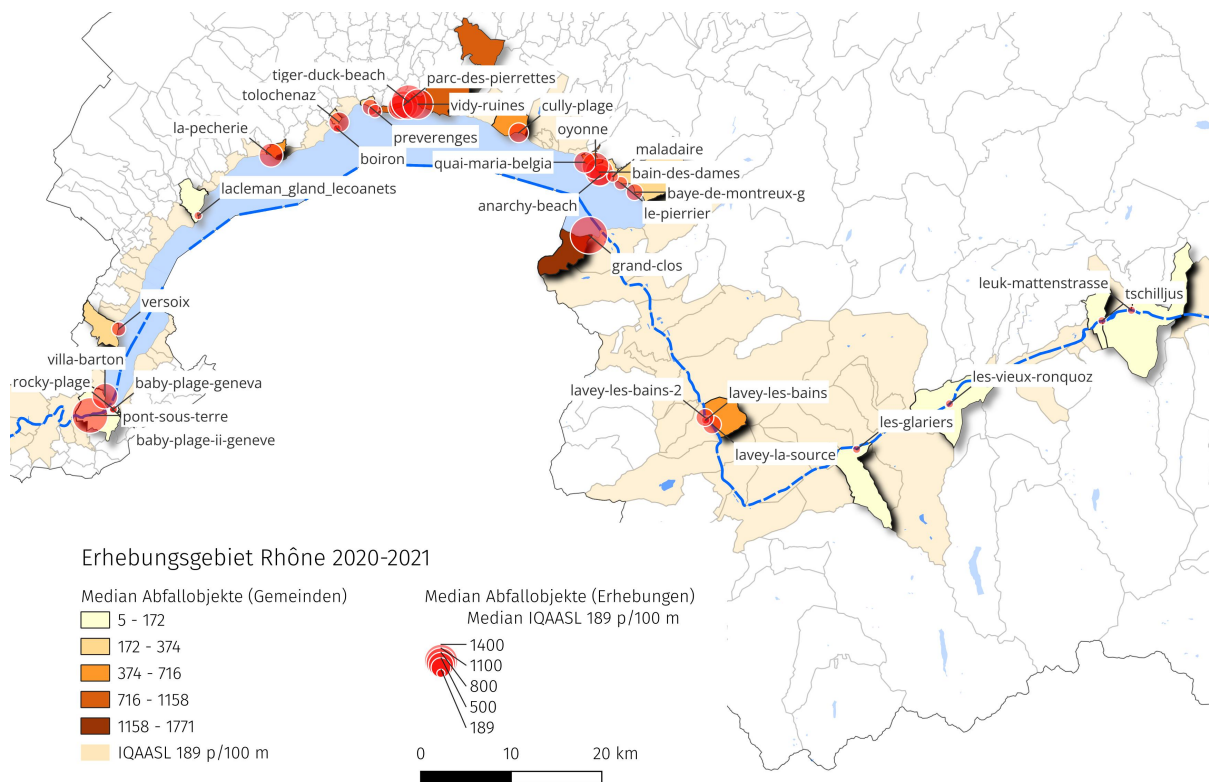 tiger-duck-beach
parc-des-pierrettes
tolochenaz
vidy-ruines
cully-plage
la-pecherie
preverenges
oyonne
boiron
quai-maria-belgia
maladaire
bain-des-dames
lacleman_gland_lecoanets
baye-de-montreux-g
anarchy-beach
le-pierrier
grand-clos
leuk-mattenstrasse
tschilljus
versoix
villa-barton
rocky-plage
baby-plage-geneva
les-vieux-ronquoz
lavey-les-bains-2
lavey-les-bains
pont-sous-terre
les-glariers
baby-plage-ii-geneve
lavey-la-source
Erhebungsgebiet Rhône 2020-2021
Median Abfallobjekte (Gemeinden)
5 - 172
172 - 374
374 - 716
716 - 1158
1158 - 1771
IQAASL 189 p/100 m
Median Abfallobjekte (Erhebungen)
Median IQAASL 189 p/100 m
1400
1100
800
500
189
0 10 20 km